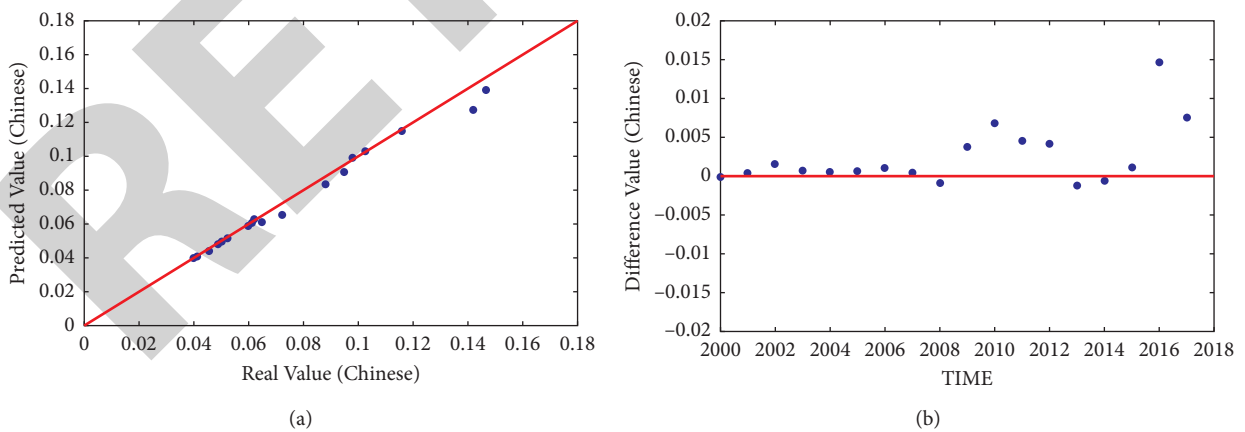 RET
0.18
0.16
0.14
0.12
0.1
0.08
0.06
0.04
0.02
0
Predicted Value (Chinese)
0 0.02 0.04 0.06 0.08 0.1 0.12 0.14 0.16 0.18
Real Value (Chinese)
(a)
0.02
0.015
0.01
0.005
0
−0.005
−0.01
−0.015
−0.02
Difference Value (Chinese)
2000 2002 2004 2006 2008 2010 2012 2014 2016 2018
TIME
(b)